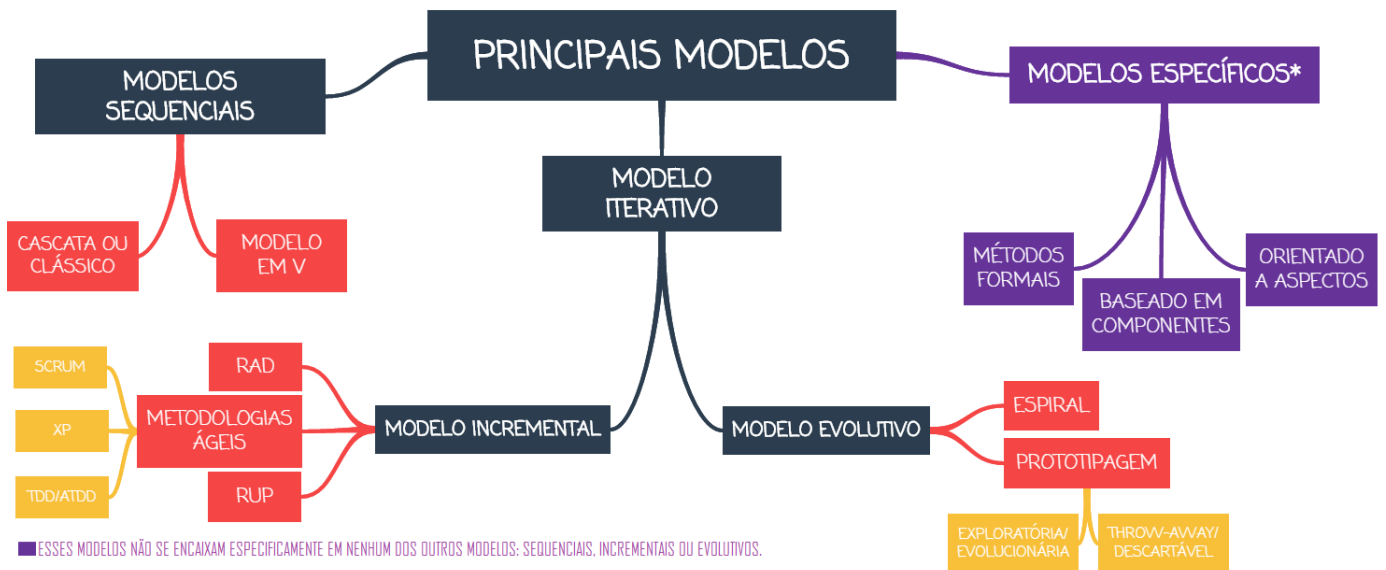 PRINCIPAIS MODELOS
MODELOS
SEQUENCIAIS
MODELOS ESPECÍFICOS*
MODELO
ITERATIVO
CASCATA OU
CLÁSSICO
MODELO
EM V
MÉTODOS
FORMAIS
BASEADO EM
COMPONENTES
ORIENTADO
A ASPECTOS
SCRUM
XP
TDD/ATDD
RAD
METODOLOGIAS
ÁGEIS
RUP
MODELO INCREMENTAL
MODELO EVOLUTIVO
ESPIRAL
PROTOTIPAGEM
EXPLORATÓRIA/
EVOLUCIONÁRIA
THROW-AWAY/
DESCARTÁVEL
ESSES MODELOS NÃO SE ENCAIXAM ESPECIFICAMENTE EM NENHUM DOS OUTROS MODELOS: SEQUENCIAIS, INCREMENTAIS OU EVOLUTIVOS.